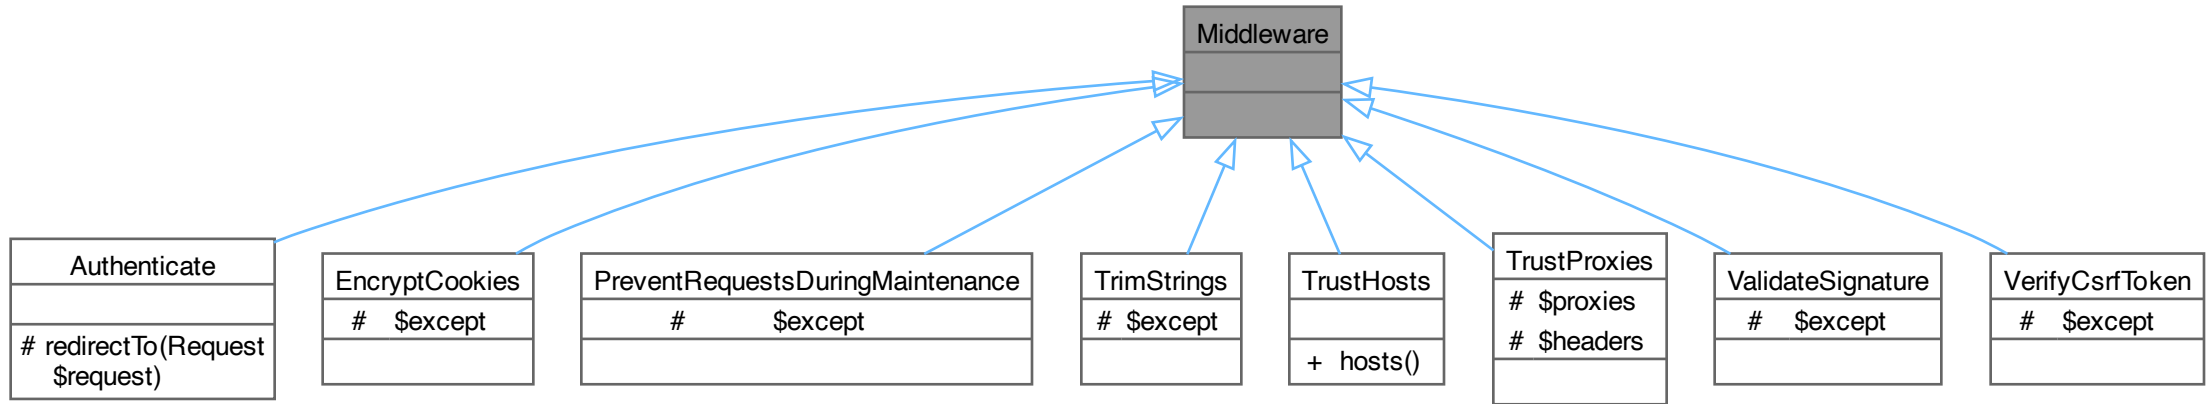 Middleware
Authenticate
# redirectTo(Request
$request)
EncryptCookies
# $except
PreventRequestsDuringMaintenance
# $except
TrimStrings
# $except
TrustHosts
+ hosts()
TrustProxies
# $proxies
# $headers
ValidateSignature
# $except
VerifyCsrfToken
# $except